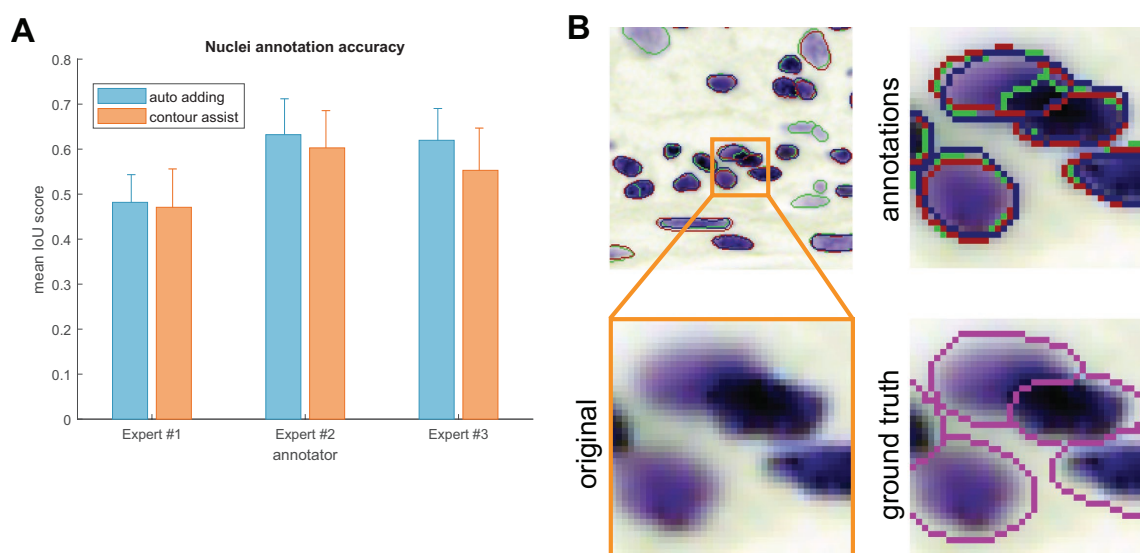 A
Nuclei annotation accuracy
0.8
0.7
0.6
0.5
0.4
0.3
0.2
0.1
0
mean IoU score
auto adding
contour assist
Expert #1
Expert #2
Expert #3
annotator
B
annotations
original
ground truth